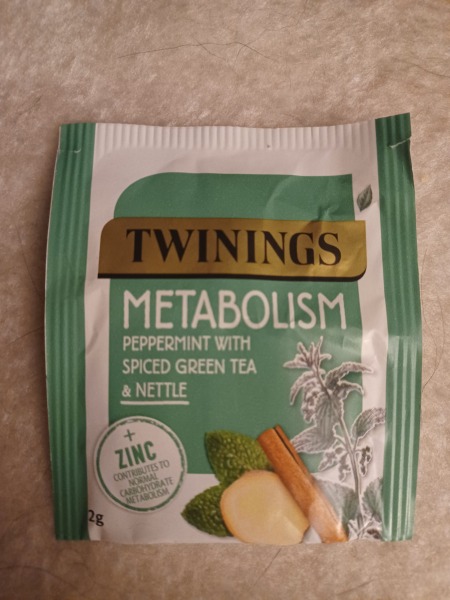 TWININGS
METABOLISM
PEPPERMINT WITH
SPICED GREEN TEA
& NETTLE
+
ZINC
CONTRIBUTES TO
NORMAL
CARBOHYDRATE
METABOLISM
2g